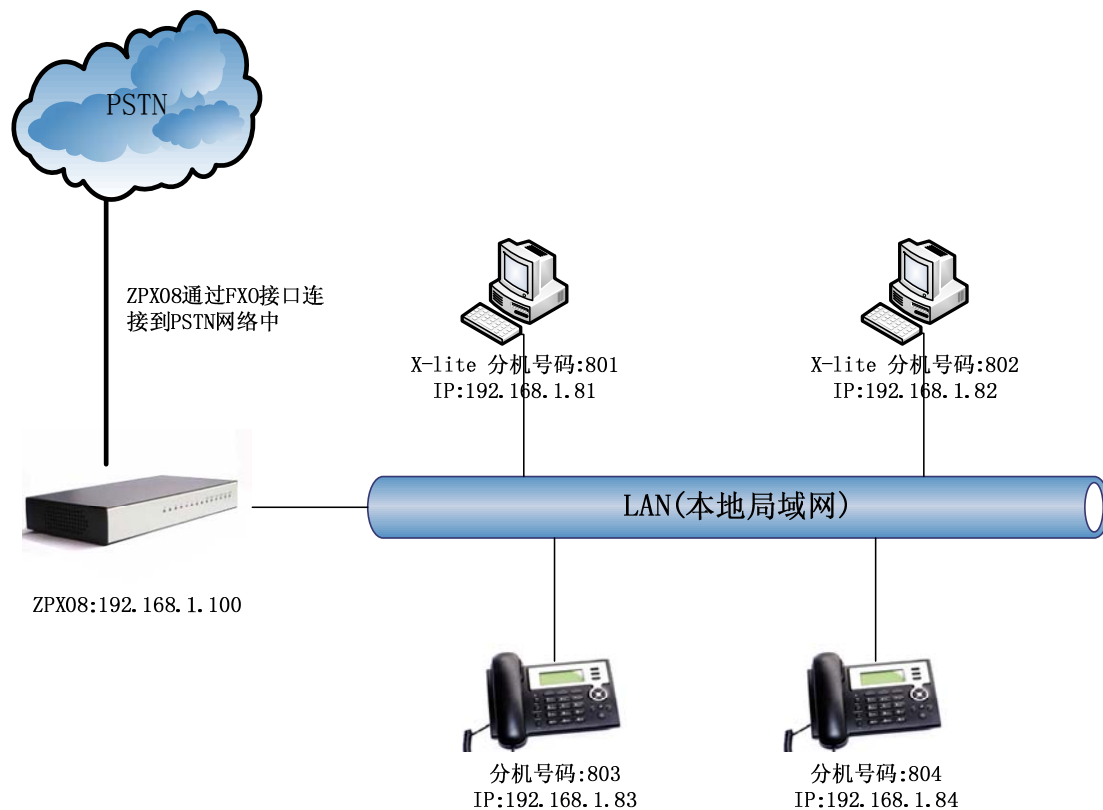 PSTN
ZPX08通过FXO接口连
接到PSTN网络中
X-lite 分机号码:801
IP:192.168.1.81
X-lite 分机号码:802
IP:192.168.1.82
LAN(本地局域网)
ZPX08:192.168.1.100
分机号码:803
IP:192.168.1.83
分机号码:804
IP:192.168.1.84